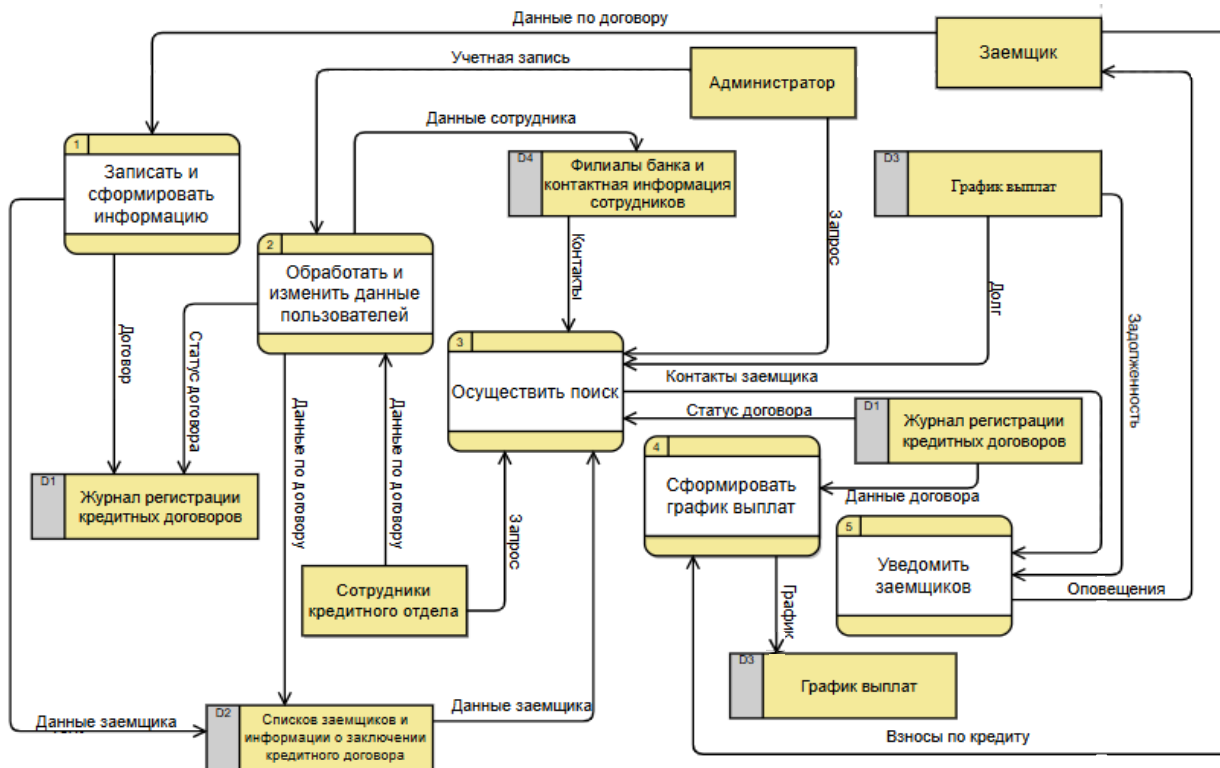 Данные по договору
Заемщик
Учетная запись
Администратор
Данные сотрудника
1
Записать и
сформировать
информацию
D4
Филиалы банка и
контактная информация
сотрудников
D3
График выплат
2
Обработать и
изменить данные
пользователей
Контакты
Запрос
Долг
Задолженность
Договор
Статус договора
3
Осуществить поиск
Контакты заемщика
Статус договора
D1
Журнал регистрации
кредитных договоров
Данные по договору
Данные по договору
Запрос
4
Сформировать
график выплат
Данные договора
D1
Журнал регистрации
кредитных договоров
5
Уведомить
заемщиков
Оповещения
Сотрудники
кредитного отдела
График
D3
График выплат
Данные заемщика
D2
Списков заемщиков и
информации о заключении
кредитного договора
Данные заемщика
Взносы по кредиту